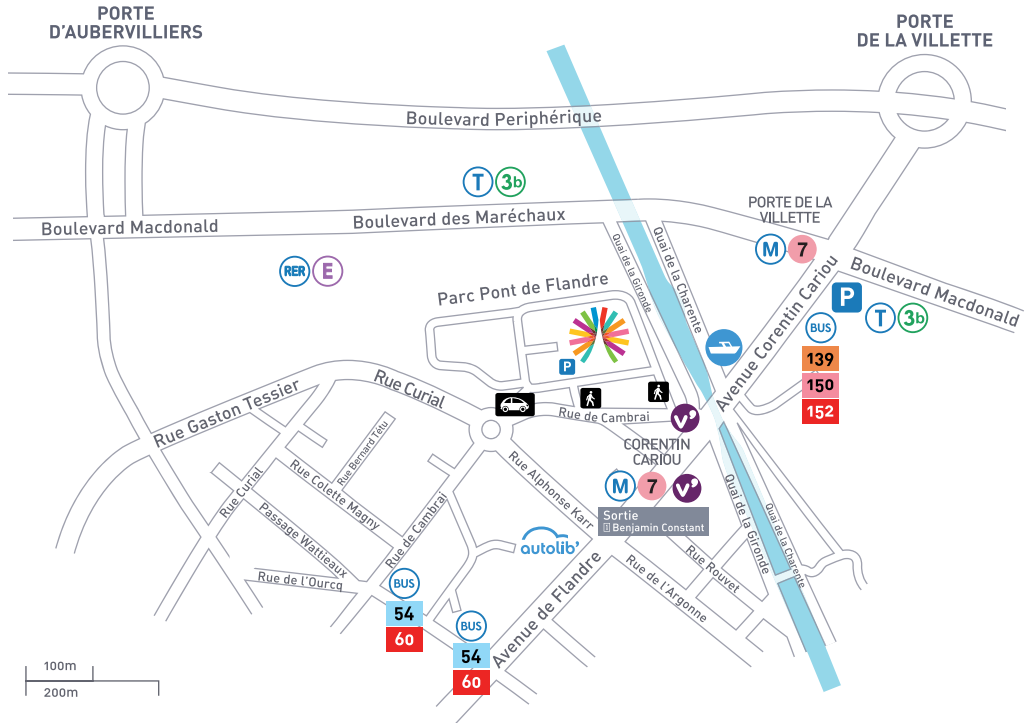 PORTE
D'AUBERVILLIERS
PORTE
DE LA VILLETTE
Boulevard Periphérique
T 3b
Boulevard des Maréchaux
Boulevard Macdonald
PORTE DE LA
VILLETTE
M 7
Quai de la Gironde
Quai de la Charente
RER E
Boulevard Macdonald
Parc Pont de Flandre
P
T 3b
BUS
139
150
152
Avenue Corentin Cariou
P
Rue Gaston Tessier
Rue Curial
Rue de Cambrai
V'
CORENTIN
CARIOU
M 7
V'
Sortie
1 Benjamin Constant
Rue Bernard Têtu
Rue Curial
Rue Colette Magny
Rue Alphonse Karr
Passage Wattieaux
Rue de Cambrai
autolib'
Quai de la Gironde
Quai de la Charente
Rue Rouvet
Rue de l'Argonne
Rue de l'Ourcq
BUS
54
60
BUS
54
60
Avenue de Flandre
100m
200m